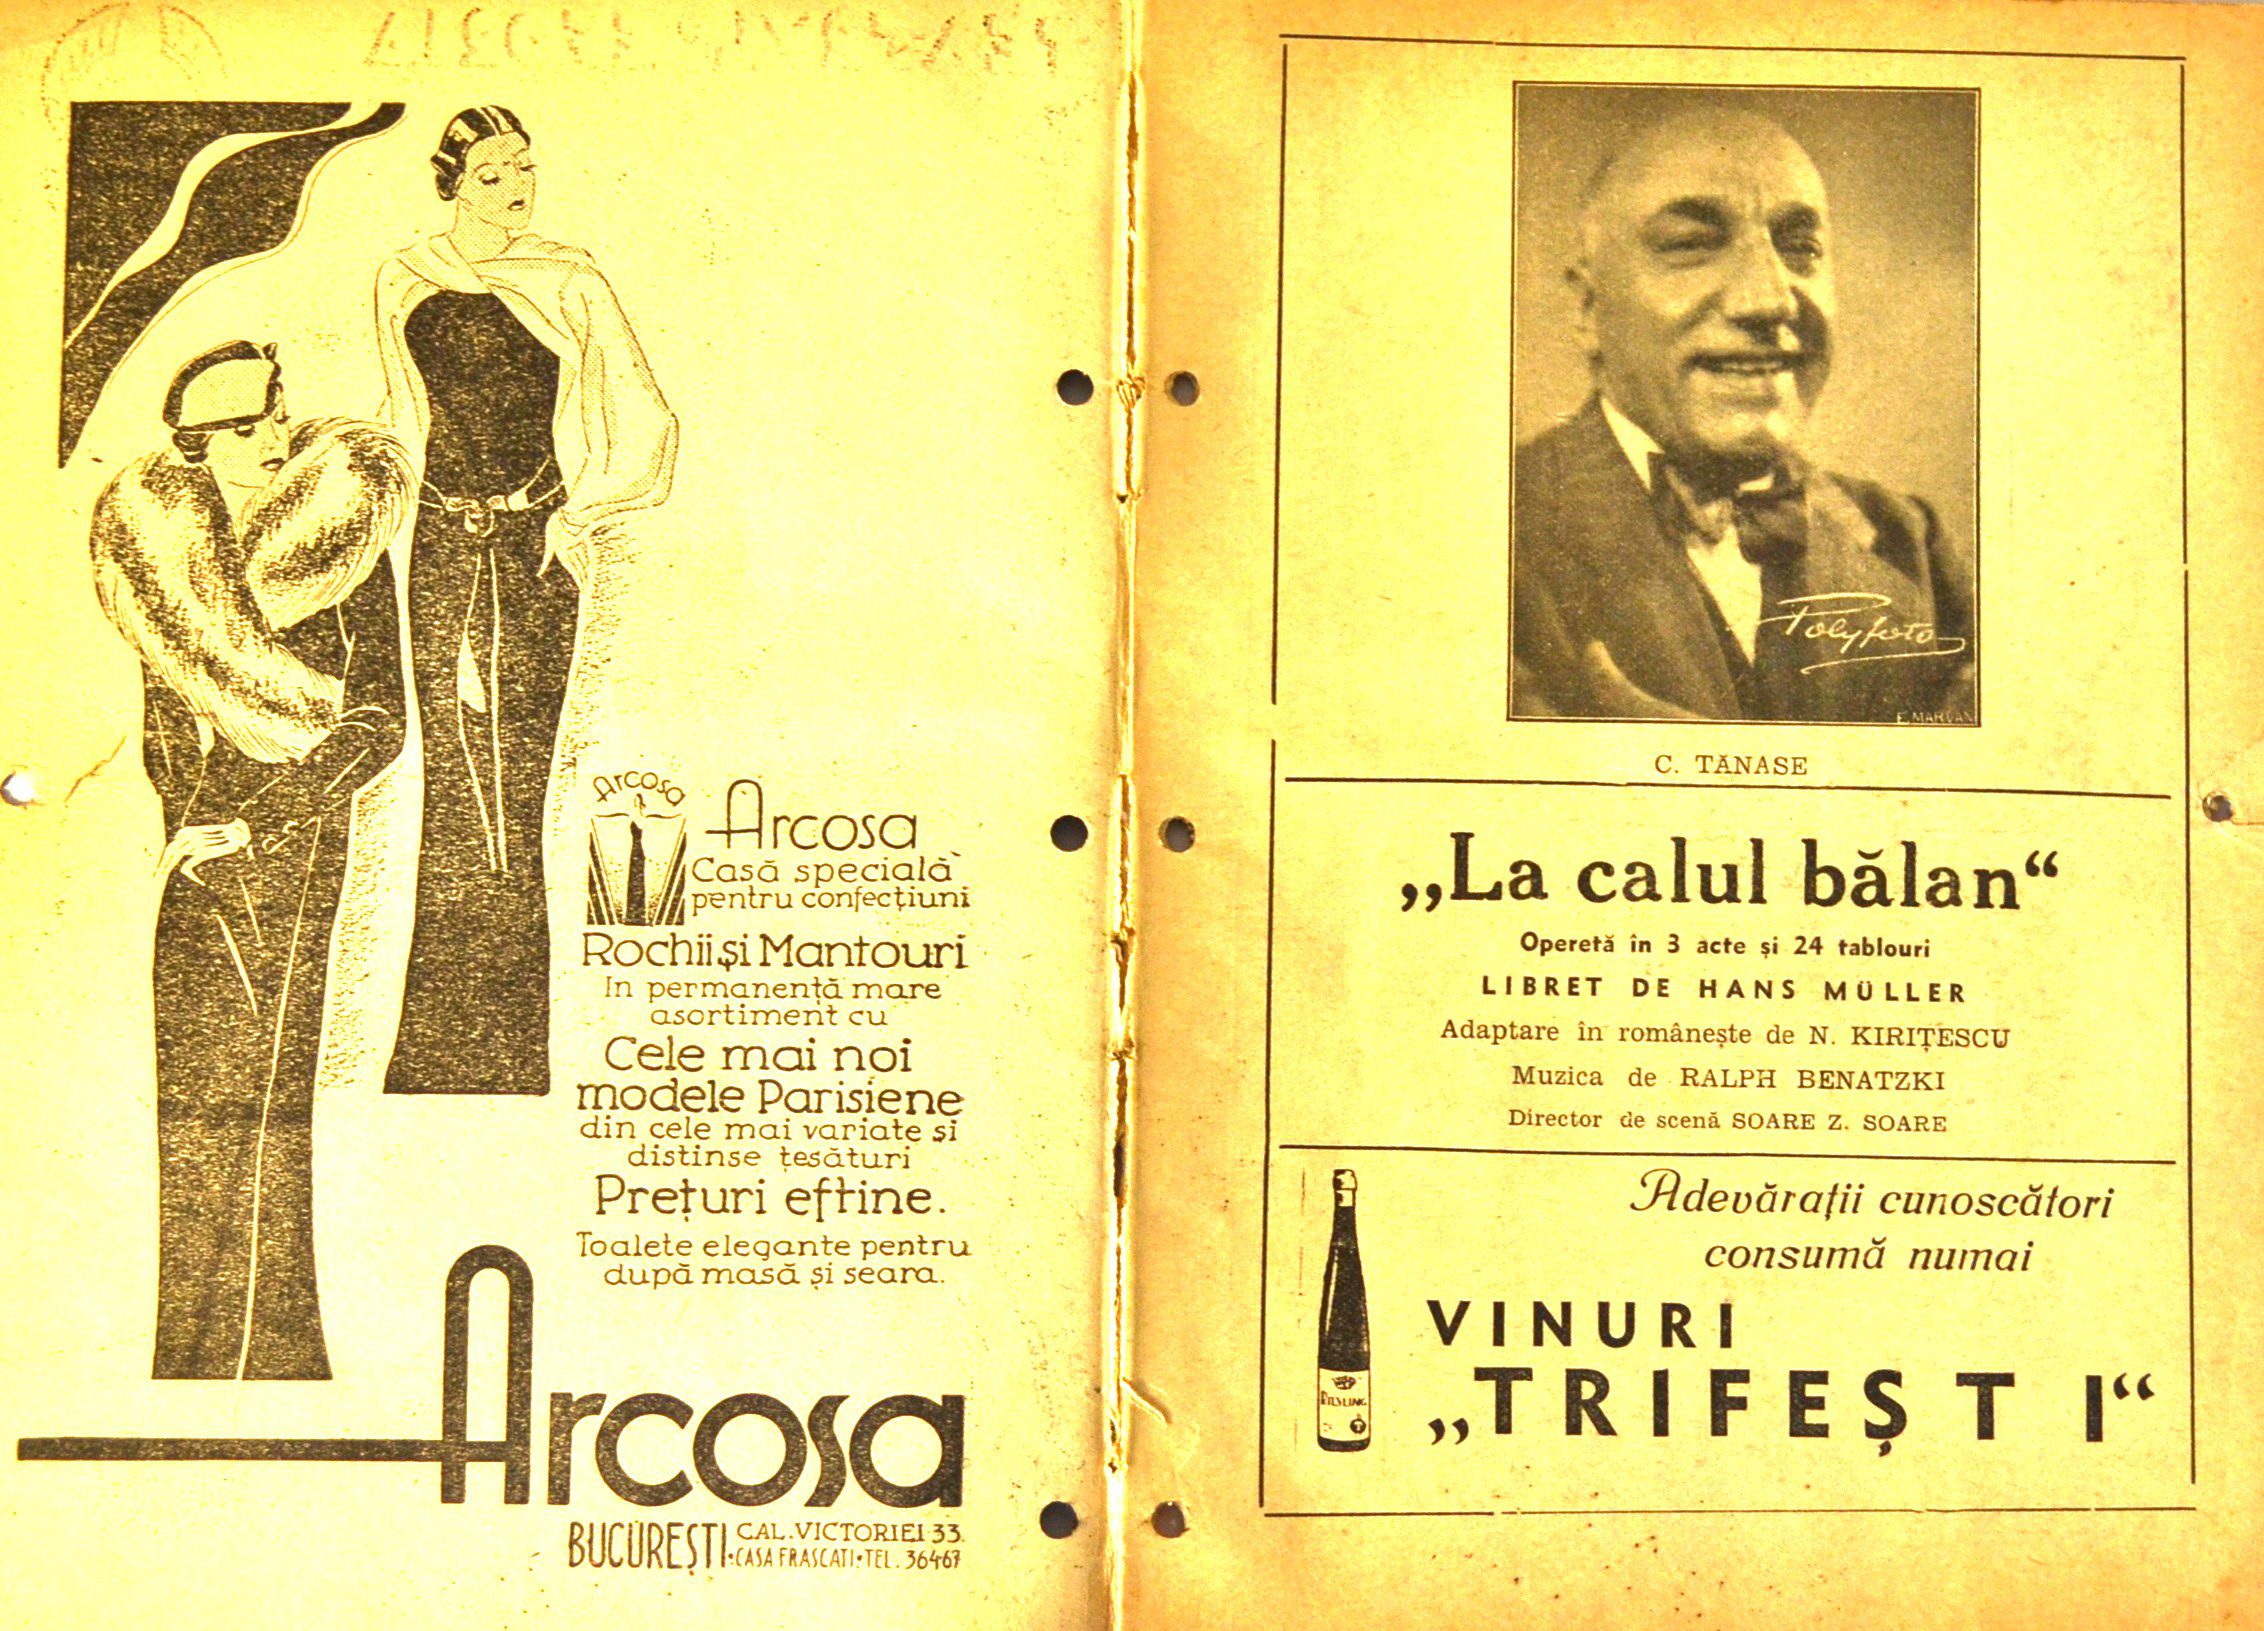 Arcosa
Arcosa
Casă specială
pentru confecțiuni
Rochii și Mantouri
In permanență mare
asortiment cu
Cele mai noi
modele Parisiene
din cele mai variate și
distinse țesături
Prețuri eftine.
Toalete elegante pentru
după masă și seara.
Arcosa
BUCUREȘTI CAL. VICTORIEI 33
CASA FRASCATI • TEL. 36467
Polyfoto
E. MARVAN
C. TĂNASE
„La calul bălan“
Operetă în 3 acte și 24 tablouri
LIBRET DE HANS MÜLLER
Adaptare în românește de N. KIRIȚESCU
Muzica de RALPH BENATZKI
Director de scenă SOARE Z. SOARE
Adevărații cunoscători
consumă numai
VINURI
„TRIFEȘTI“
RIESLING
T